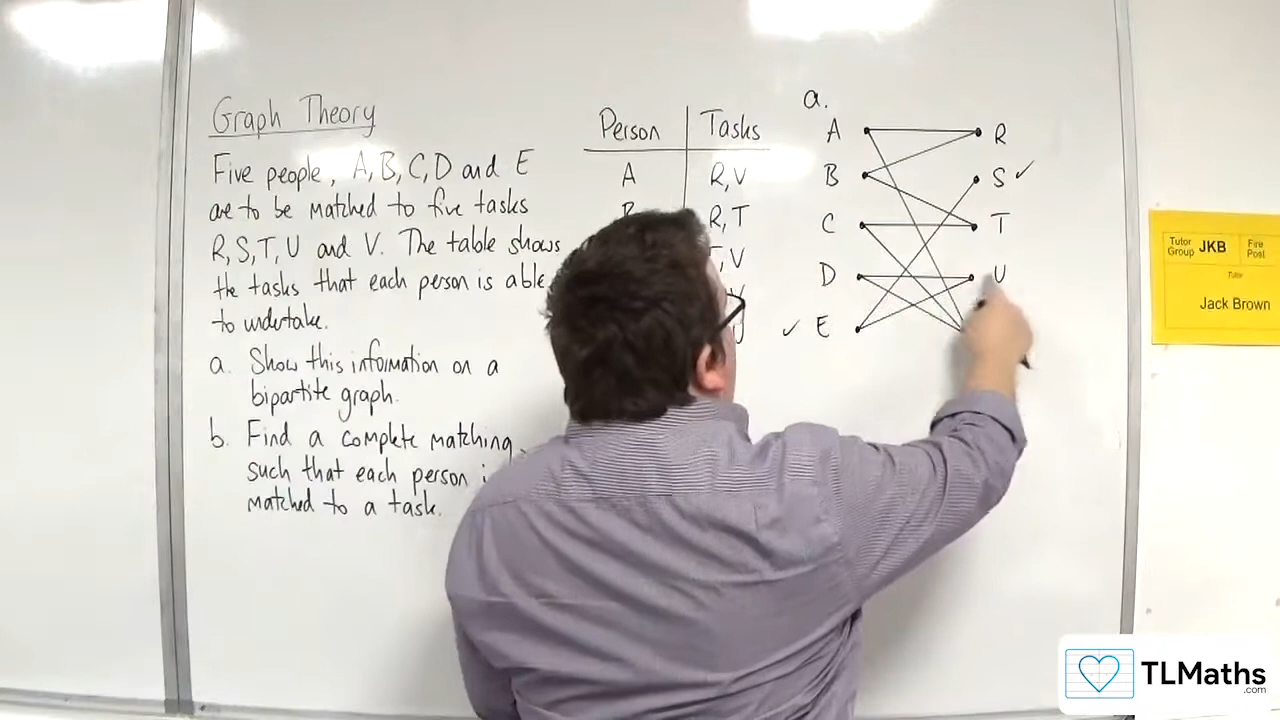 Graph Theory
Five people, A, B, C, D and E
are to be matched to five tasks
R, S, T, U and V. The table shows
the tasks that each person is able
to undertake.
a. Show this information on a
bipartite graph.
b. Find a complete matching,
such that each person
matched to a task.
Person Tasks
A R, V
R, T
, V
a.
A R
B S ✓
C T
D U
✓ E
Tutor Group JKB
Fire Post
Tutor
Jack Brown
TLMaths
.com